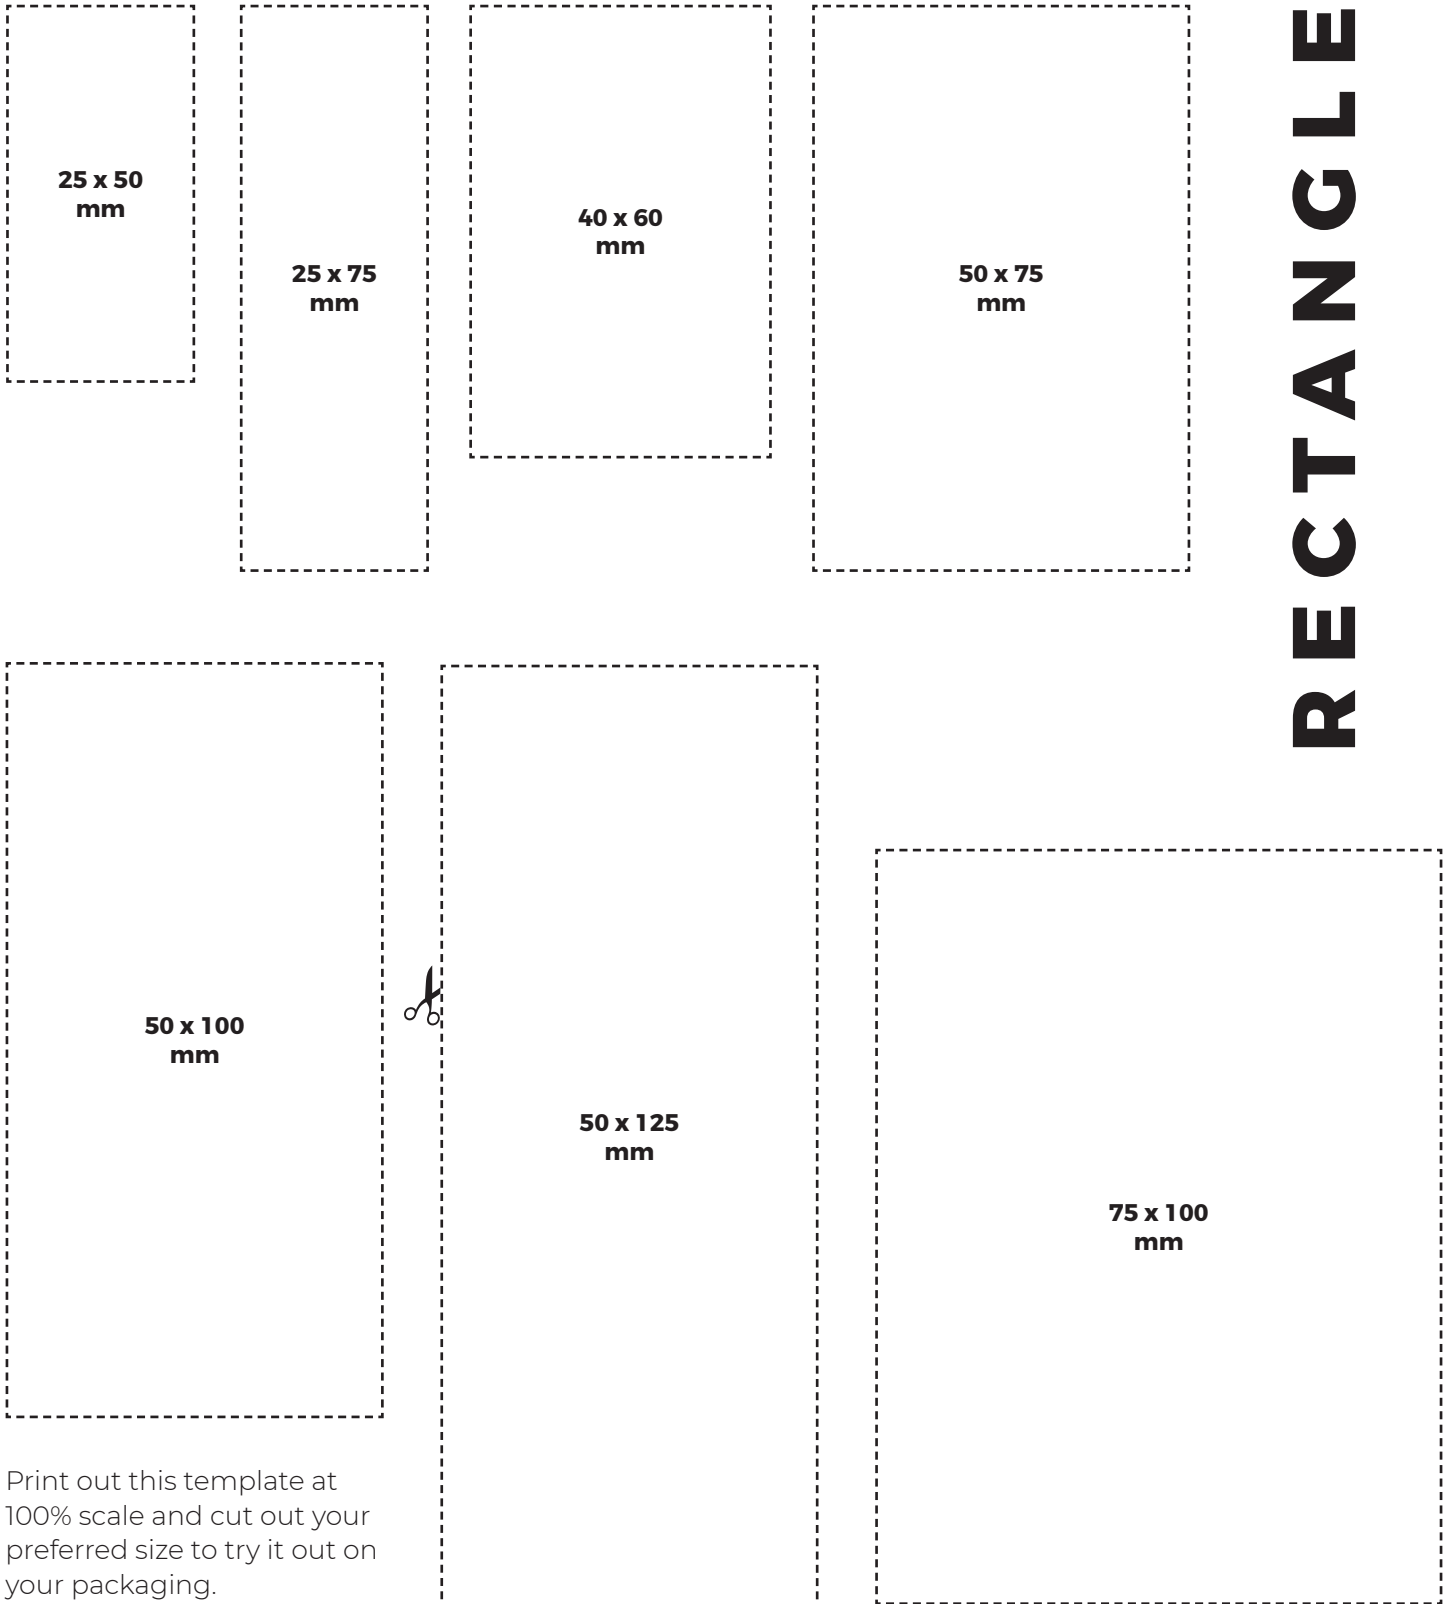 25 x 50
mm
25 x 75
mm
40 x 60
mm
50 x 75
mm
RECTANGLE
50 x 100
mm
50 x 125
mm
75 x 100
mm
Print out this template at
100% scale and cut out your
preferred size to try it out on
your packaging.